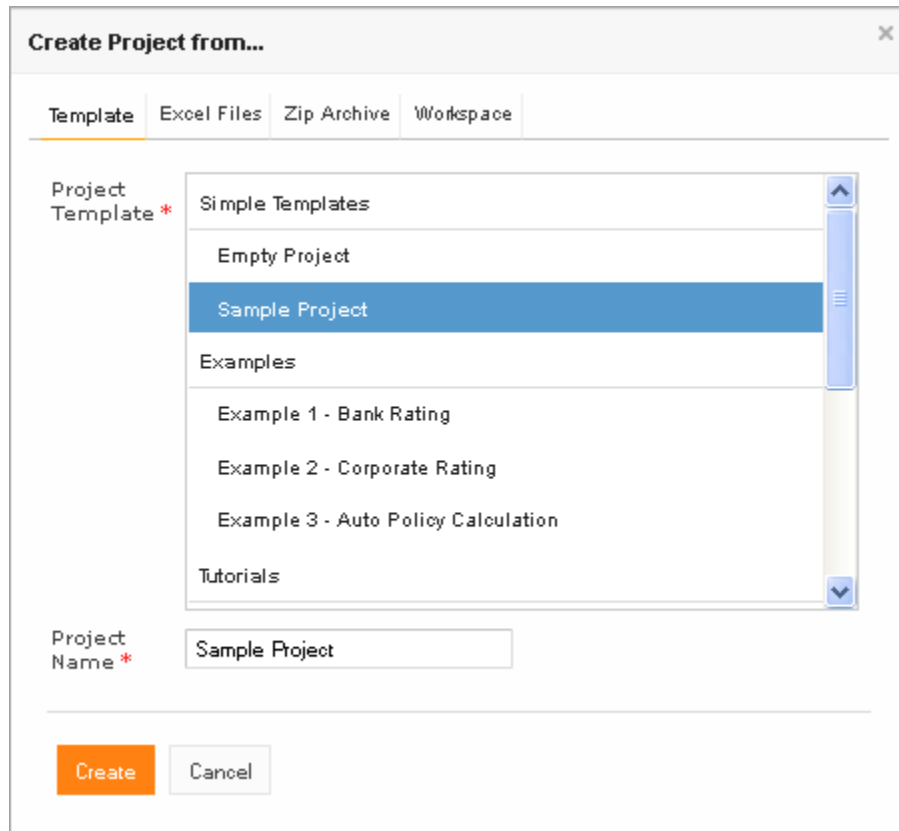 Create Project from...
×
Template Excel Files Zip Archive Workspace
Project
Template *
Simple Templates
Empty Project
Sample Project
Examples
Example 1 - Bank Rating
Example 2 - Corporate Rating
Example 3 - Auto Policy Calculation
Tutorials
Project
Name *
Sample Project
Create Cancel